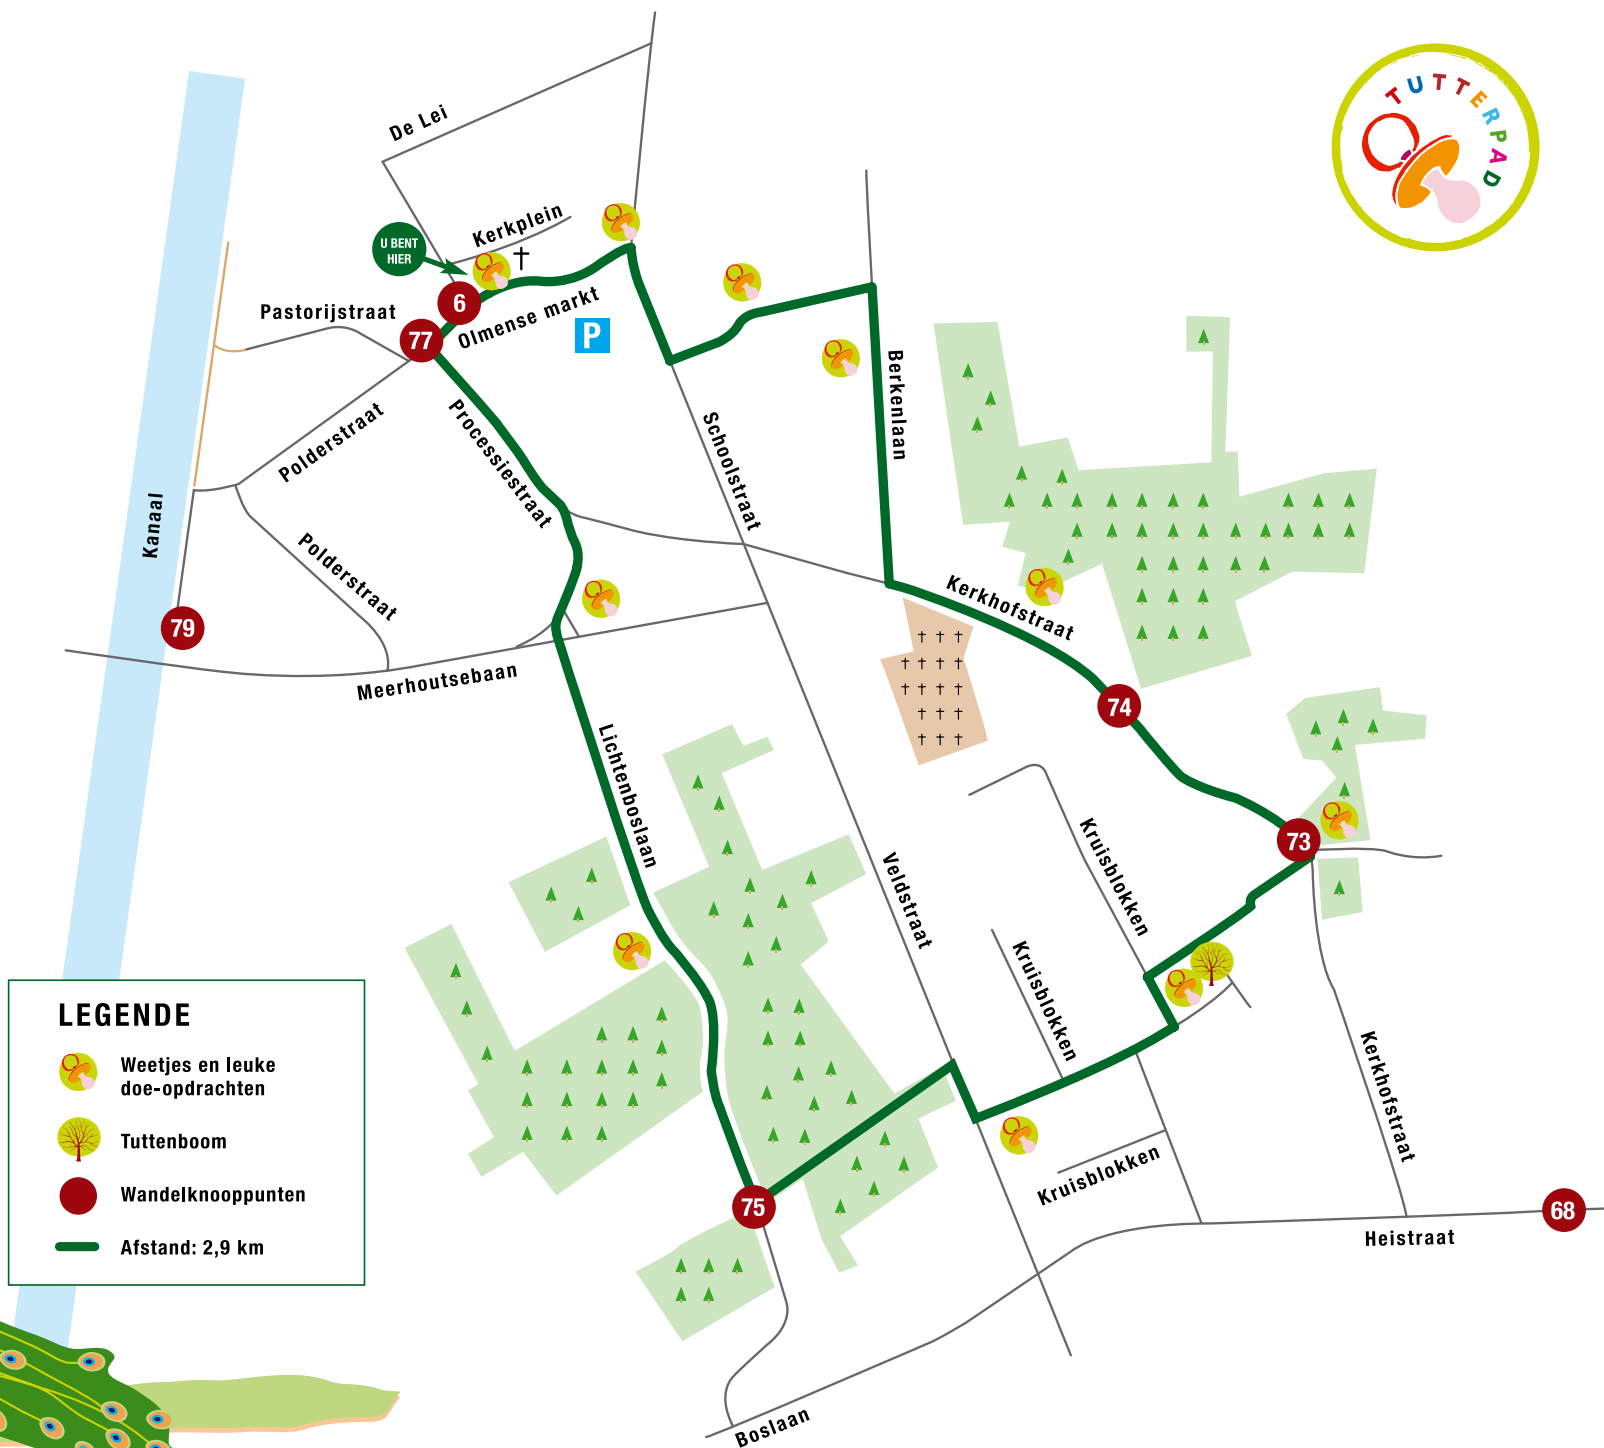 TUTTERPAD
De Lei
Kerkplein
U BENT
HIER
6
Pastorijstraat
Olmense markt
P
77
Berkenlaan
Polderstraat
Processiestraat
Schoolstraat
Kanaal
Polderstraat
Kerkhofstraat
79
Meerhoutsebaan
74
Lichtenboslaan
Kruisblokken
73
Veldstraat
Kruisblokken
LEGENDE
Weetjes en leuke
doe-opdrachten
Tuttenboom
Wandelknooppunten
Afstand: 2,9 km
Kerkhofstraat
Kruisblokken
75
68
Heistraat
Boslaan